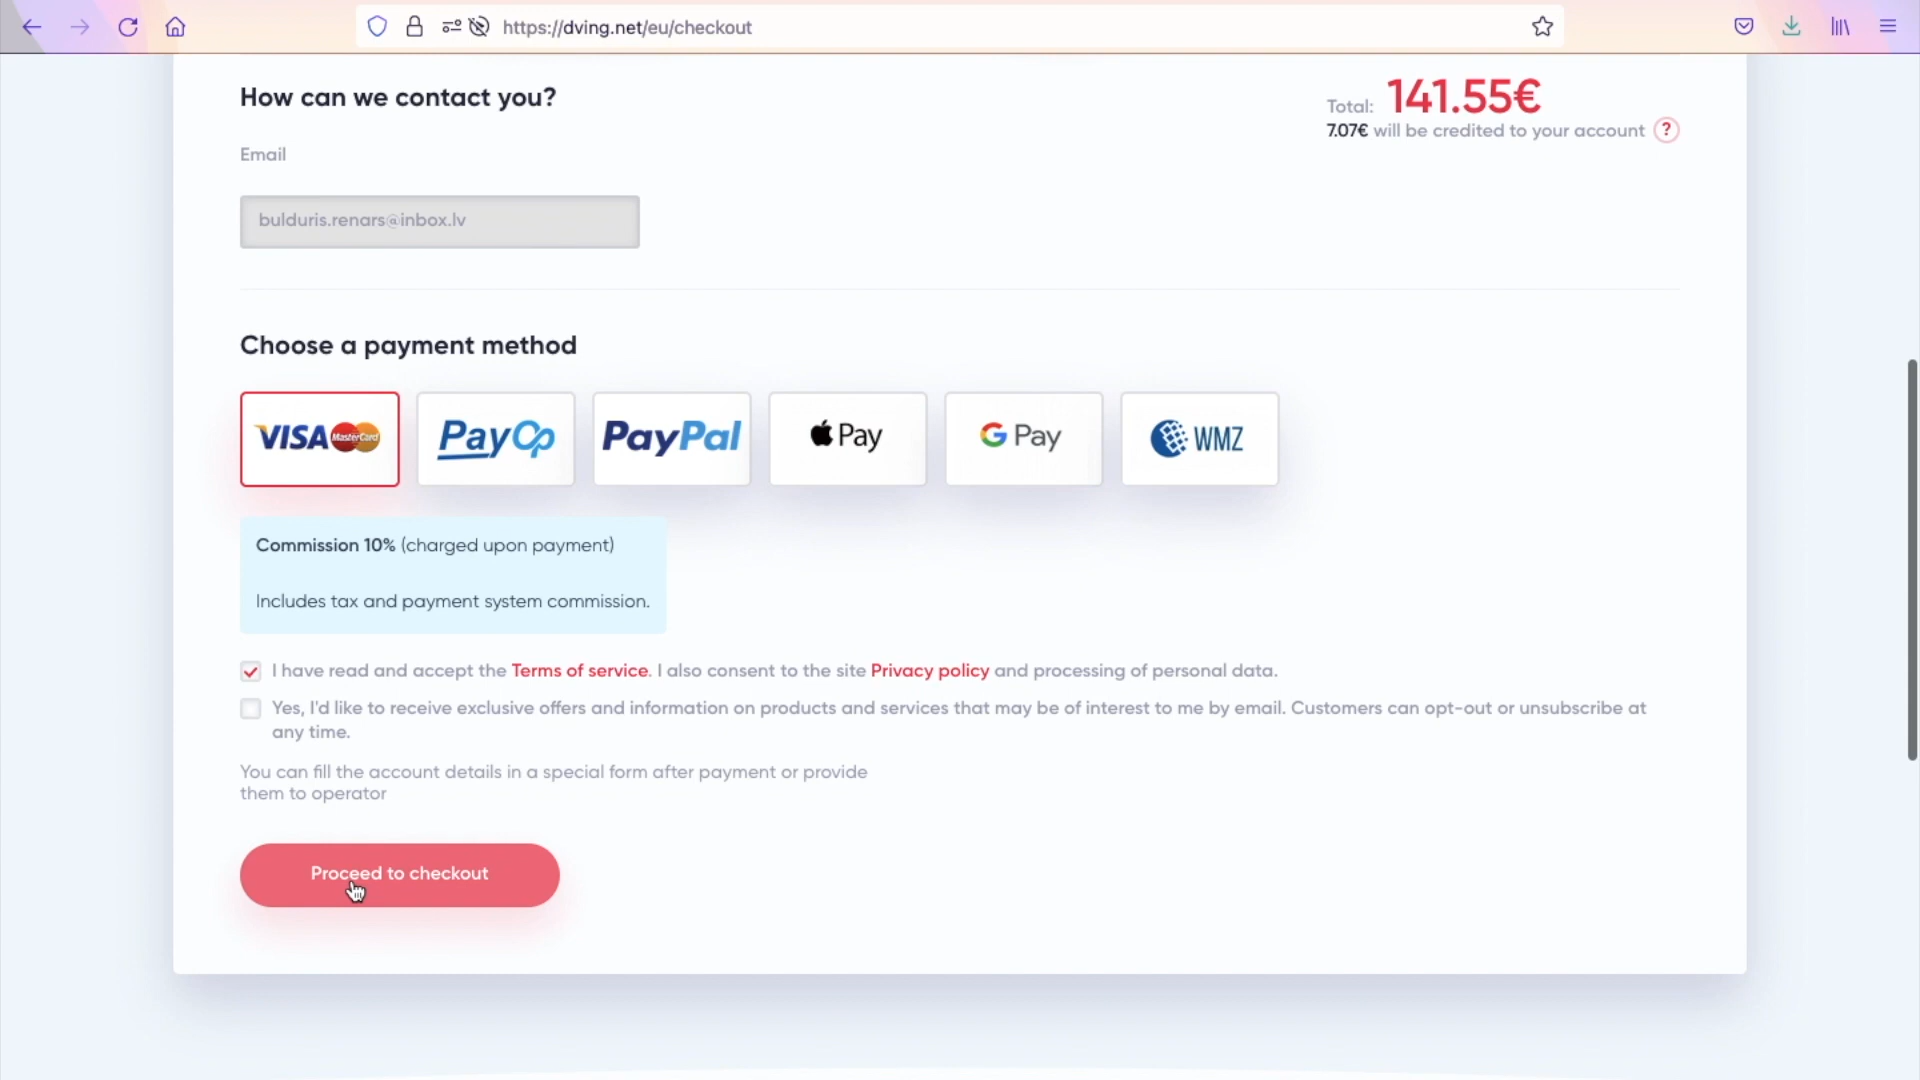 https://dving.net/eu/checkout
How can we contact you?
Total: 141.55€
7.07€ will be credited to your account ?
Email
bulduris.renars@inbox.lv
Choose a payment method
VISA MasterCard PayOp PayPal Pay G Pay WMZ
Commission 10% (charged upon payment)
Includes tax and payment system commission.
I have read and accept the Terms of service. I also consent to the site Privacy policy and processing of personal data.
Yes, I'd like to receive exclusive offers and information on products and services that may be of interest to me by email. Customers can opt-out or unsubscribe at
any time.
You can fill the account details in a special form after payment or provide
them to operator
Proceed to checkout